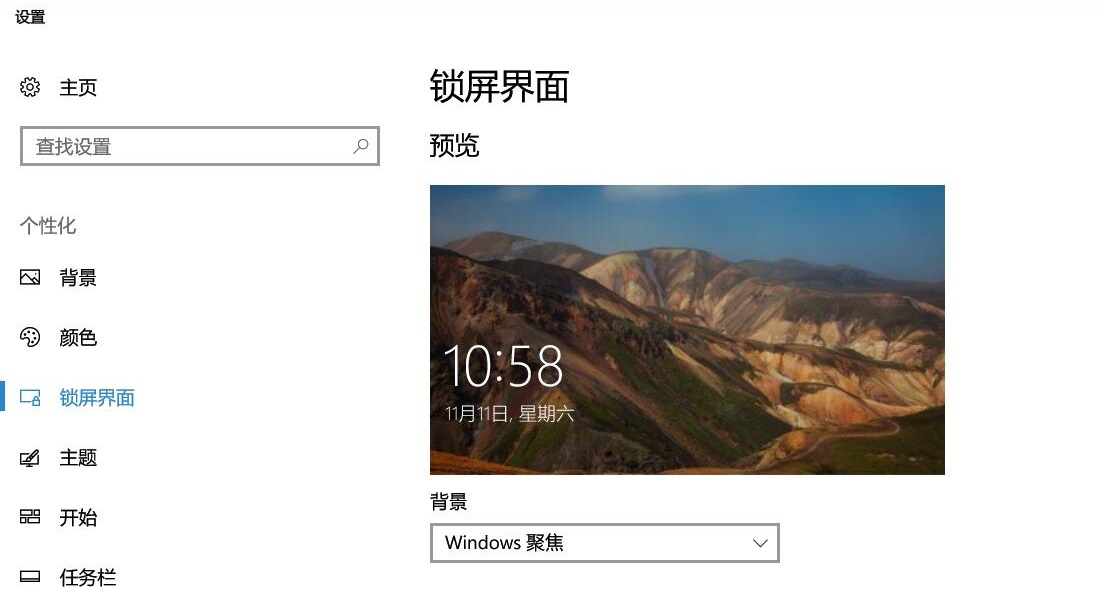 设置
主页
查找设置
个性化
背景
颜色
锁屏界面
主题
开始
任务栏
锁屏界面
预览
10:58
11月11日, 星期六
背景
Windows 聚焦